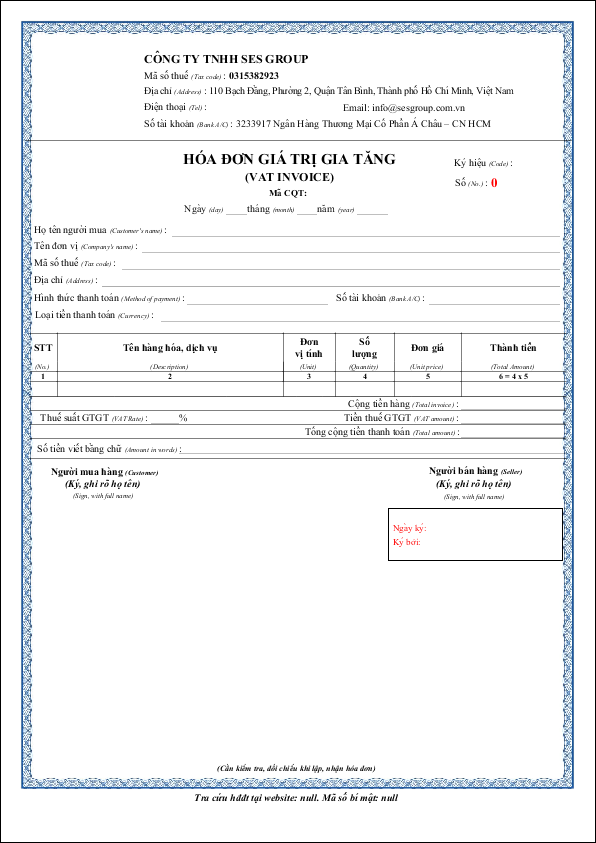 CÔNG TY TNHH SES GROUP
Mã số thuế (Tax code) : 0315382923
Địa chỉ (Address) : 110 Bạch Đằng, Phường 2, Quận Tân Bình, Thành phố Hồ Chí Minh, Việt Nam
Điện thoại (Tel) : Email: info@sesgroup.com.vn
Số tài khoản (Bank A/C) : 3233917 Ngân Hàng Thương Mại Cổ Phần Á Châu – CN HCM
HÓA ĐƠN GIÁ TRỊ GIA TĂNG
(VAT INVOICE)
Mã CQT:
Ký hiệu (Code) :
Số (No.) : 0
Ngày (day) ____tháng (month) ____năm (year) ______
Họ tên người mua (Customer's name) :
Tên đơn vị (Company's name) :
Mã số thuế (Tax code) :
Địa chỉ (Address) :
Hình thức thanh toán (Method of payment) : Số tài khoản (Bank A/C) :
Loại tiền thanh toán (Currency) :
STT Tên hàng hóa, dịch vụ Đơn vị tính Số lượng Đơn giá Thành tiền
(No.) (Description) (Unit) (Quantity) (Unit price) (Total Amount)
1 2 3 4 5 6 = 4 x 5
Cộng tiền hàng (Total invoice) :
Thuế suất GTGT (VAT Rate) : ______% Tiền thuế GTGT (VAT amount) :
Tổng cộng tiền thanh toán (Total amount) :
Số tiền viết bằng chữ (Amount in words) :
Người mua hàng (Customer) Người bán hàng (Seller)
(Ký, ghi rõ họ tên) (Ký, ghi rõ họ tên)
(Sign, with full name) (Sign, with full name)
Ngày ký:
Ký bởi:
(Cần kiểm tra, đối chiếu khi lập, nhận hóa đơn)
Tra cứu hđđt tại website: null. Mã số bí mật: null